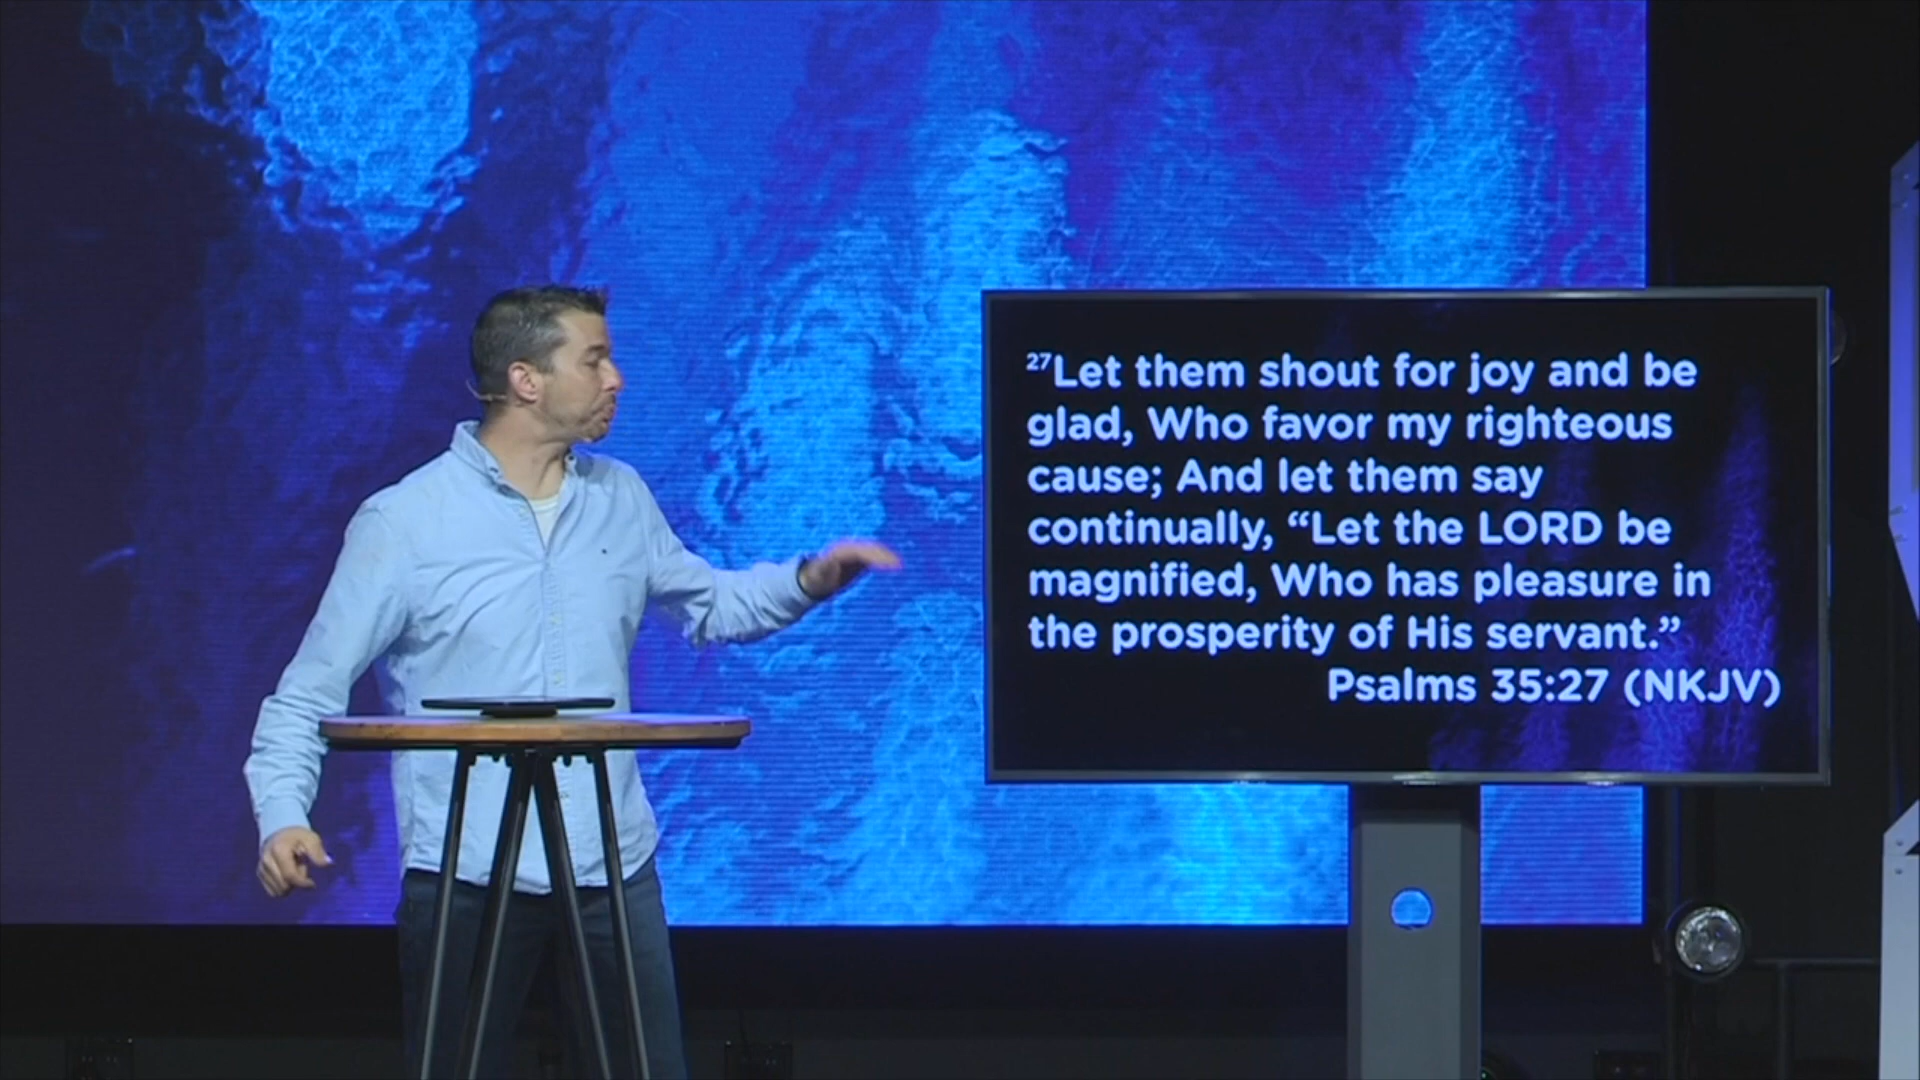 27Let them shout for joy and be
glad, Who favor my righteous
cause; And let them say
continually, “Let the LORD be
magnified, Who has pleasure in
the prosperity of His servant.”
Psalms 35:27 (NKJV)